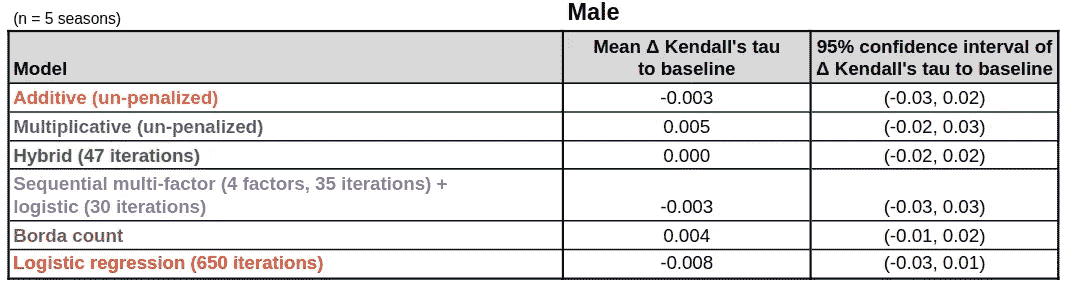 (n = 5 seasons)
Male
Model
Mean Δ Kendall's tau
to baseline
95% confidence interval of
Δ Kendall's tau to baseline
Additive (un-penalized) -0.003 (-0.03, 0.02)
Multiplicative (un-penalized) 0.005 (-0.02, 0.03)
Hybrid (47 iterations) 0.000 (-0.02, 0.02)
Sequential multi-factor (4 factors, 35 iterations) +
logistic (30 iterations) -0.003 (-0.03, 0.03)
Borda count 0.004 (-0.01, 0.02)
Logistic regression (650 iterations) -0.008 (-0.03, 0.01)